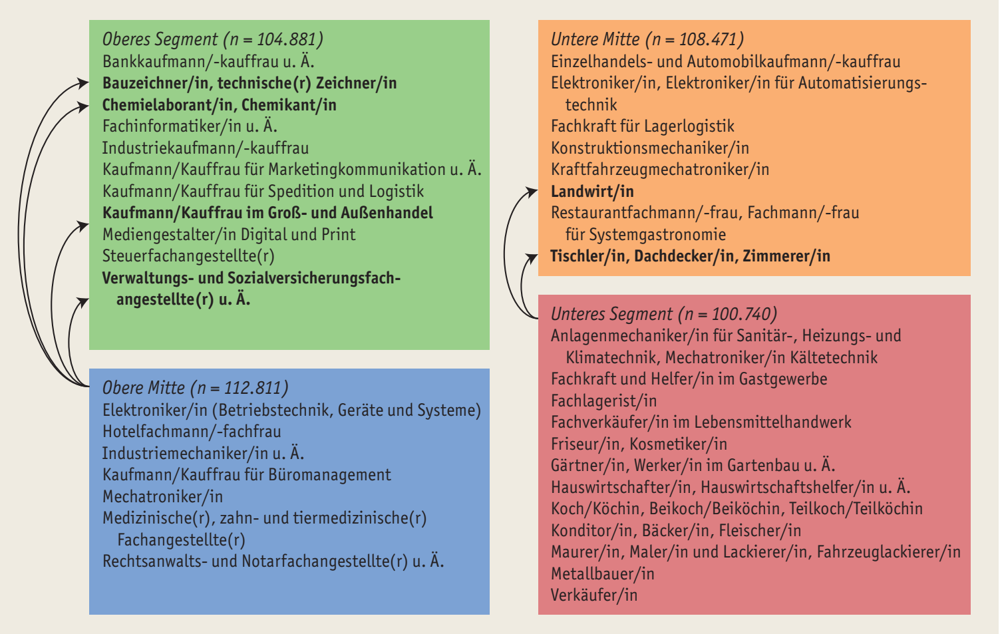 Oberes Segment (n = 104.881)
Bankkaufmann/-kauffrau u. Ä.
Bauzeichner/in, technische(r) Zeichner/in
Chemielaborant/in, Chemikant/in
Fachinformatiker/in u. Ä.
Industriekaufmann/-kauffrau
Kaufmann/Kauffrau für Marketingkommunikation u. Ä.
Kaufmann/Kauffrau für Spedition und Logistik
Kaufmann/Kauffrau im Groß- und Außenhandel
Mediengestalter/in Digital und Print
Steuerfachangestellte(r)
Verwaltungs- und Sozialversicherungsfach-
angestellte(r) u. Ä.
Obere Mitte (n = 112.811)
Elektroniker/in (Betriebstechnik, Geräte und Systeme)
Hotelfachmann/-fachfrau
Industriemechaniker/in u. Ä.
Kaufmann/Kauffrau für Büromanagement
Mechatroniker/in
Medizinische(r), zahn- und tiermedizinische(r)
Fachangestellte(r)
Rechtsanwalts- und Notarfachangestellte(r) u. Ä.
Untere Mitte (n = 108.471)
Einzelhandels- und Automobilkaufmann/-kauffrau
Elektroniker/in, Elektroniker/in für Automatisierungs-
technik
Fachkraft für Lagerlogistik
Konstruktionsmechaniker/in
Kraftfahrzeugmechatroniker/in
Landwirt/in
Restaurantfachmann/-frau, Fachmann/-frau
für Systemgastronomie
Tischler/in, Dachdecker/in, Zimmerer/in
Unteres Segment (n = 100.740)
Anlagenmechaniker/in für Sanitär-, Heizungs- und
Klimatechnik, Mechatroniker/in Kältetechnik
Fachkraft und Helfer/in im Gastgewerbe
Fachlagerist/in
Fachverkäufer/in im Lebensmittelhandwerk
Friseur/in, Kosmetiker/in
Gärtner/in, Werker/in im Gartenbau u. Ä.
Hauswirtschafter/in, Hauswirtschaftshelfer/in u. Ä.
Koch/Köchin, Beikoch/Beiköchin, Teilkoch/Teilköchin
Konditor/in, Bäcker/in, Fleischer/in
Maurer/in, Maler/in und Lackierer/in, Fahrzeuglackierer/in
Metallbauer/in
Verkäufer/in